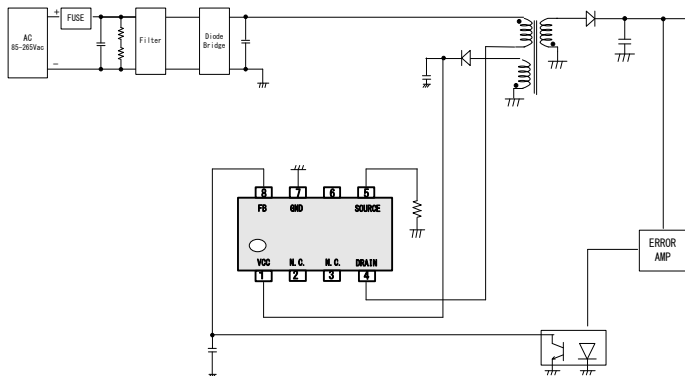 AC
85-265Vac
+
-
FUSE
Filter
Diode
Bridge
8
7
6
5
FB
GND
SOURCE
VCC
N.C.
N.C.
DRAIN
1
2
3
4
ERROR
AMP